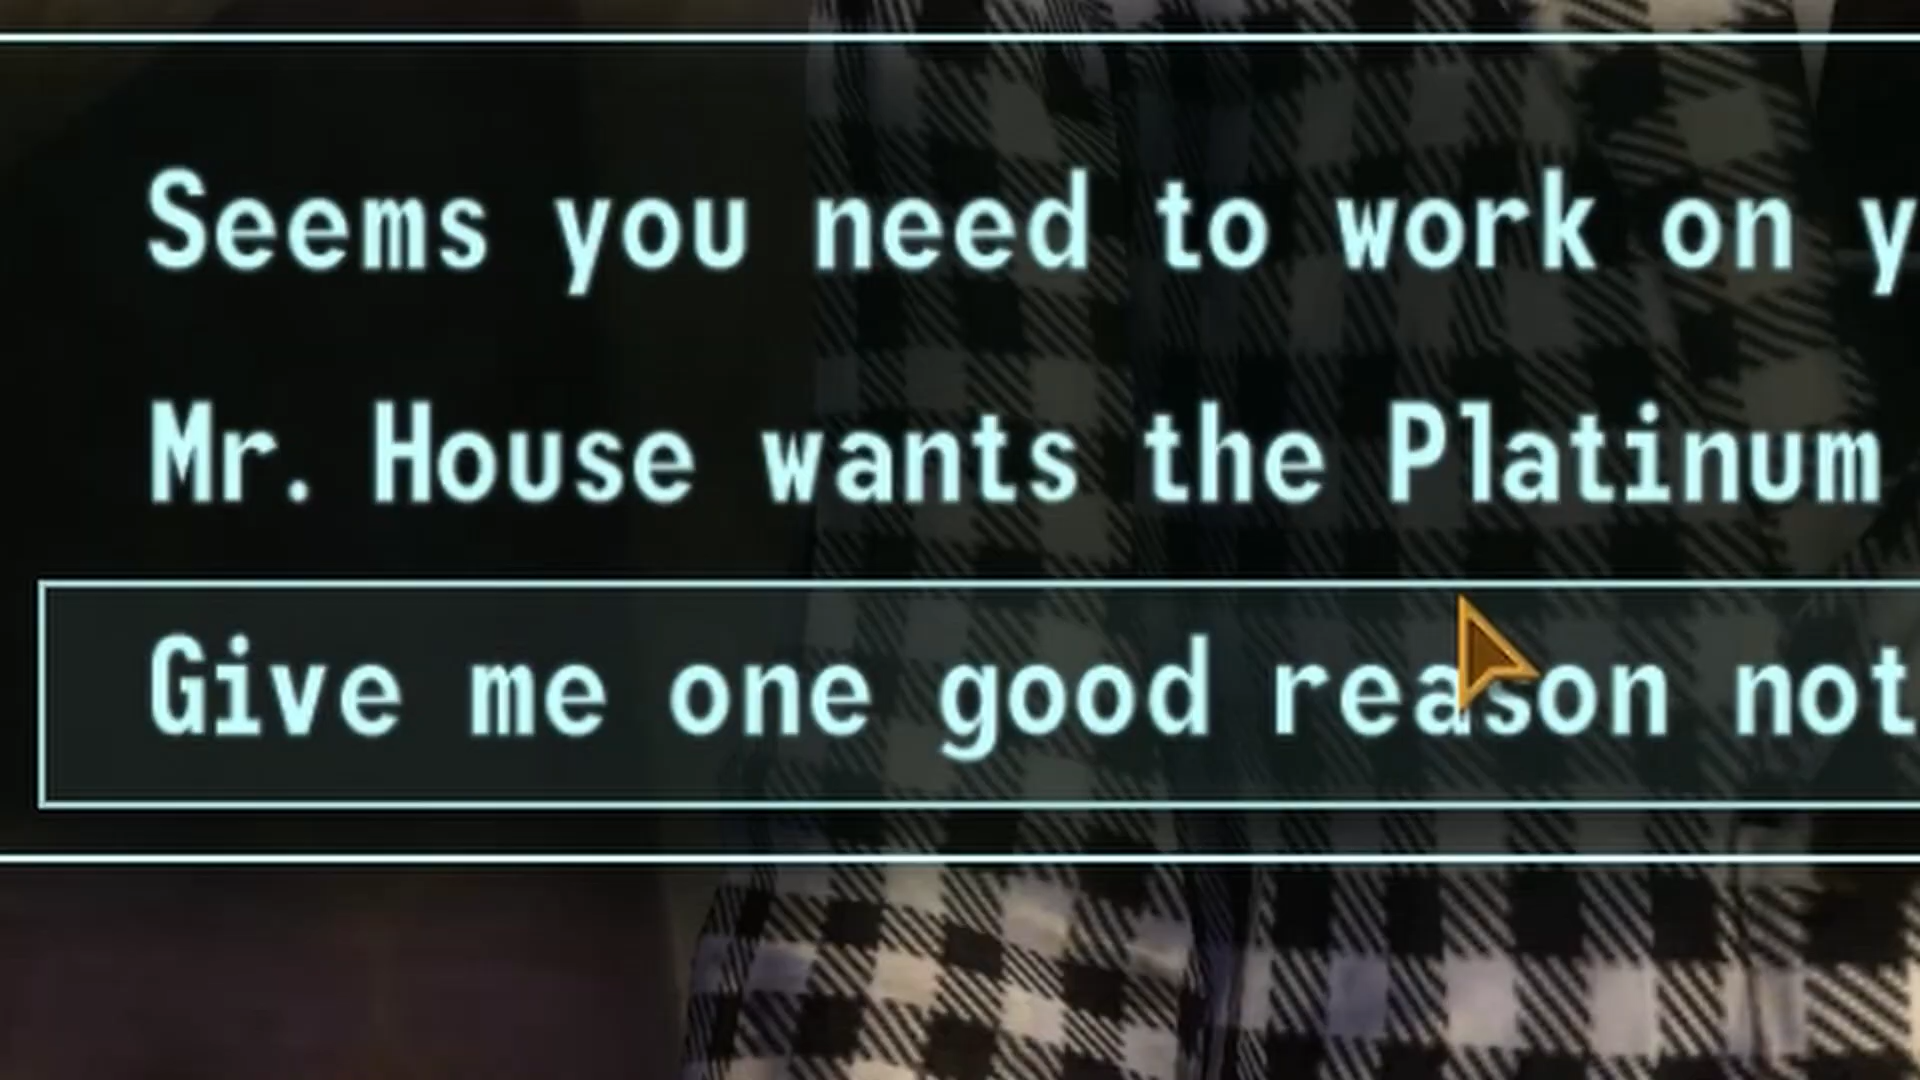 Seems you need to work on y
Mr. House wants the Platinum
Give me one good reason not